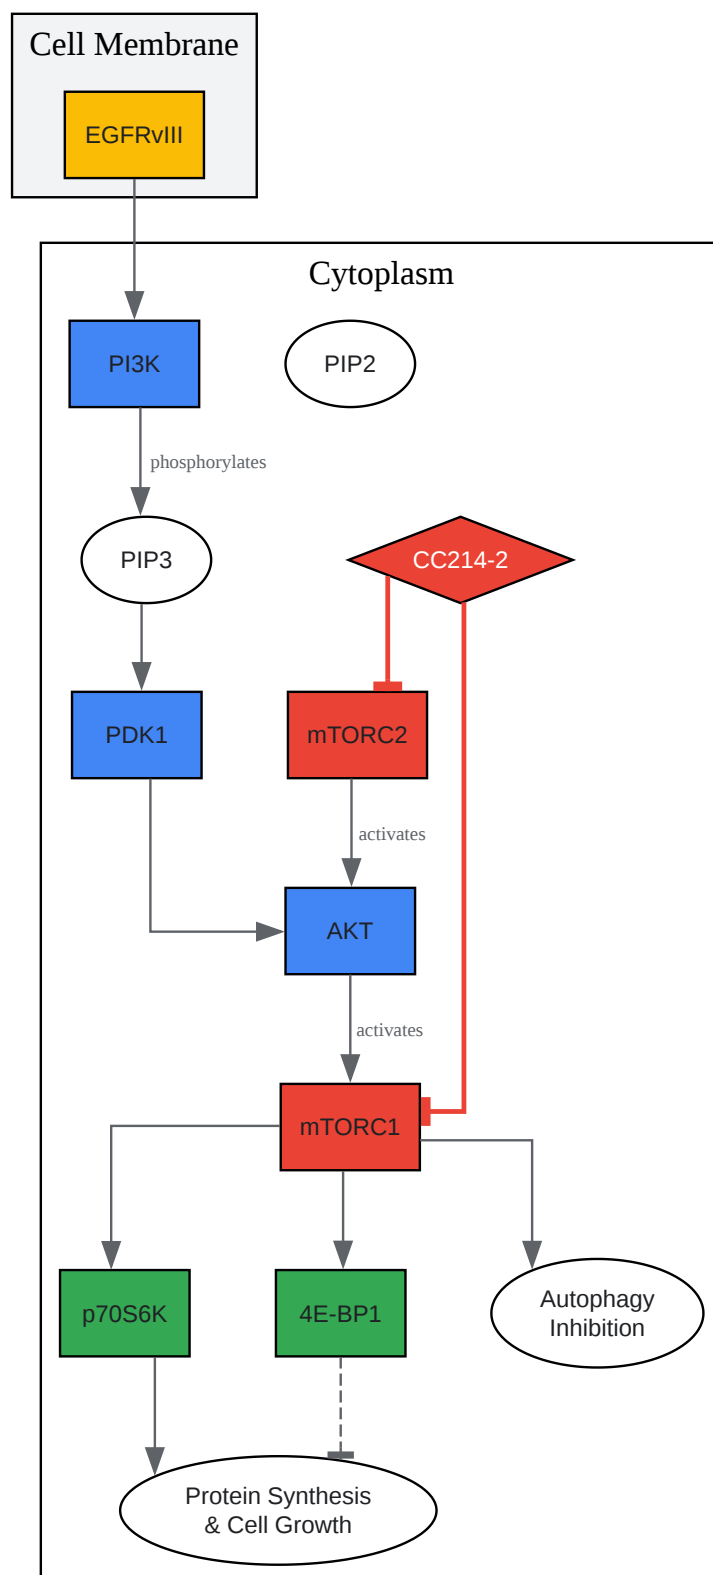 Cell Membrane
EGFRvIII
Cytoplasm
PI3K
PIP2
phosphorylates
PIP3
CC214-2
PDK1
mTORC2
activates
AKT
activates
mTORC1
p70S6K
4E-BP1
Autophagy
Inhibition
Protein Synthesis
& Cell Growth